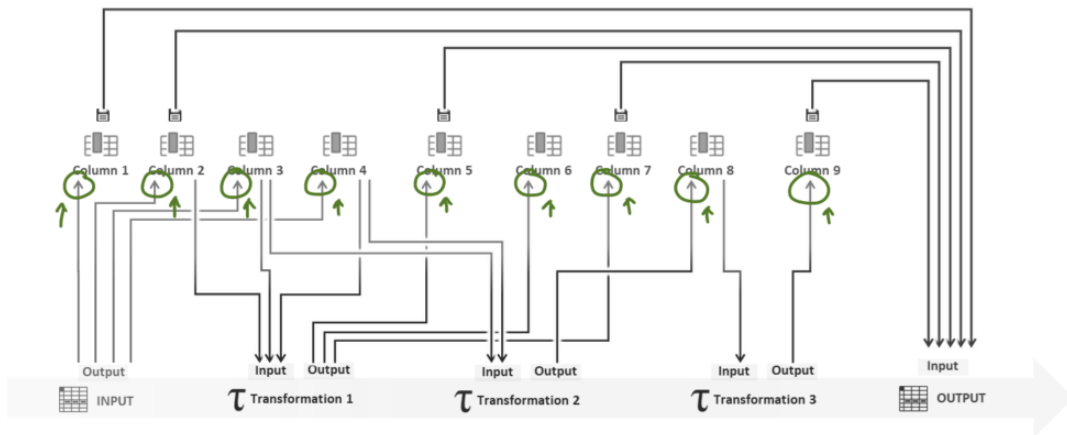 Column 1 Column 2 Column 3 Column 4 Column 5 Column 6 Column 7 Column 8 Column 9
Output Input Output Input Output Input Output Input
INPUT τ Transformation 1 τ Transformation 2 τ Transformation 3 OUTPUT